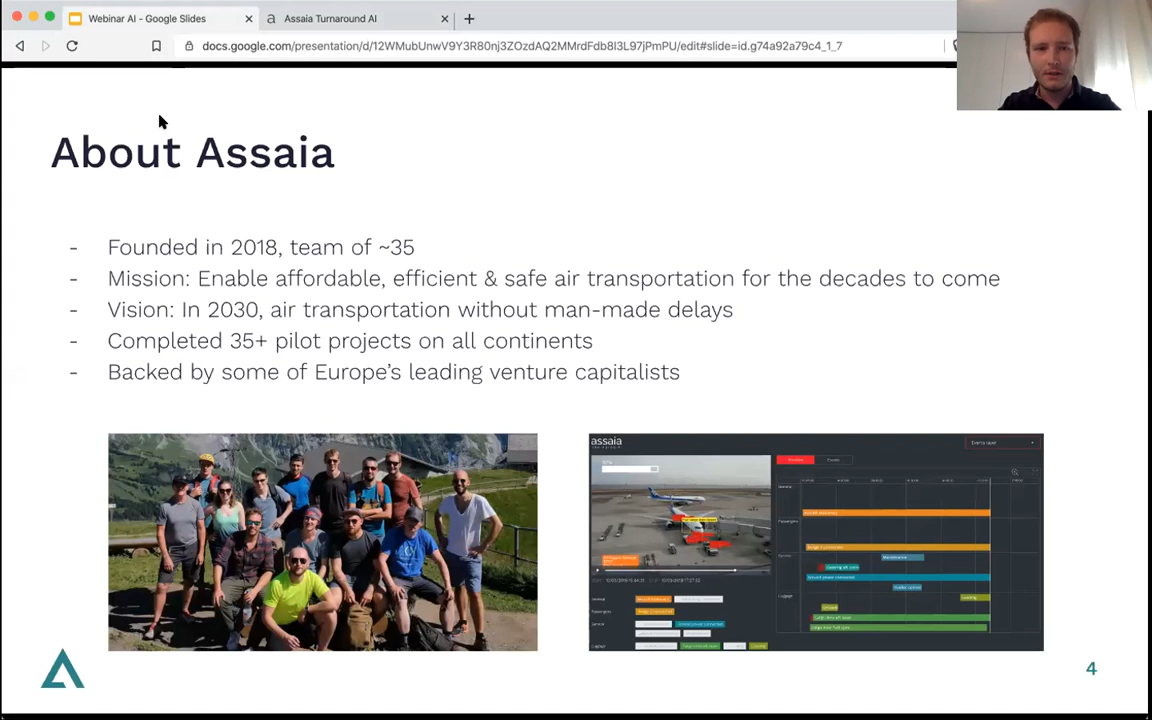 Webinar AI - Google Slides
Assaia Turnaround AI
docs.google.com/presentation/d/12WMubUnwV9Y3R80nj3ZOzdAQ2MMrdFdb8I3L97jPmPU/edit#slide=id.g74a92a79c4_1_7
About Assaia
- Founded in 2018, team of ~35
- Mission: Enable affordable, efficient & safe air transportation for the decades to come
- Vision: In 2030, air transportation without man-made delays
- Completed 35+ pilot projects on all continents
- Backed by some of Europe's leading venture capitalists
assaia
4